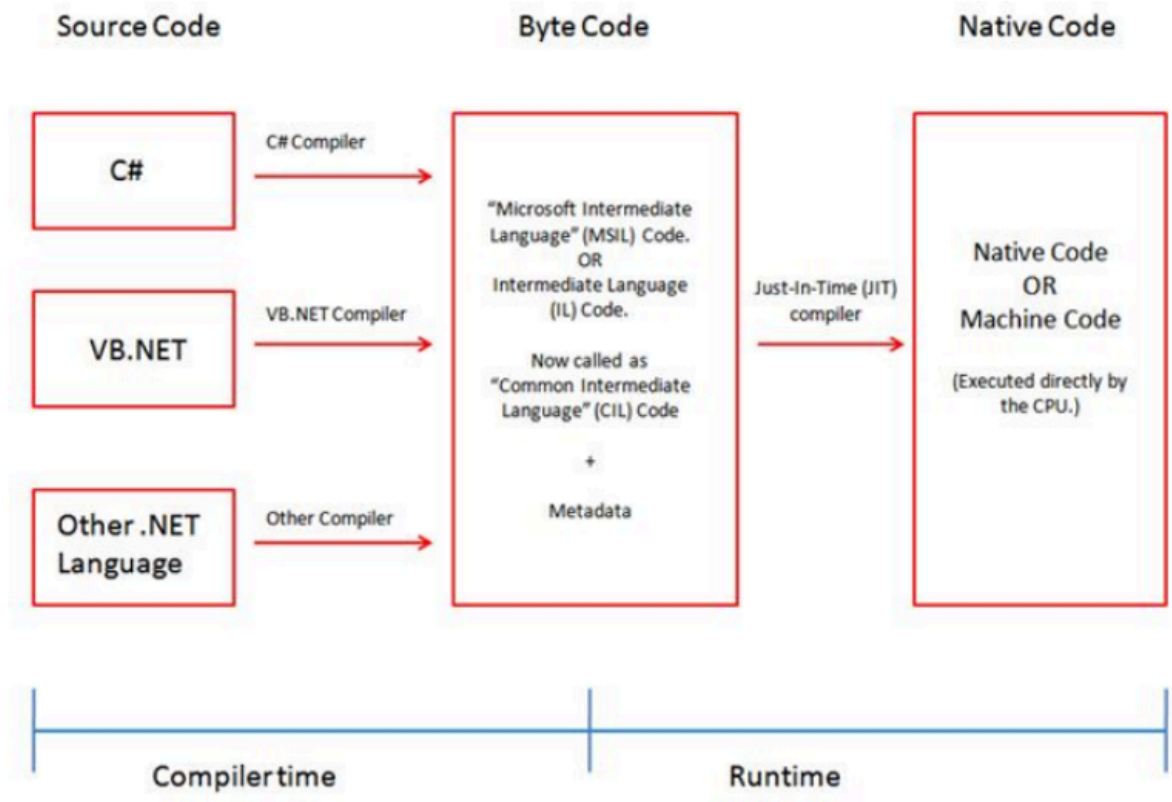 Source Code
Byte Code
Native Code
C#
C# Compiler
VB.NET
VB.NET Compiler
Other .NET
Language
Other Compiler
“Microsoft Intermediate
Language” (MSIL) Code.
OR
Intermediate Language
(IL) Code.
Now called as
“Common Intermediate
Language” (CIL) Code
+
Metadata
Just-In-Time (JIT)
compiler
Native Code
OR
Machine Code
(Executed directly by
the CPU.)
Compiler time
Runtime